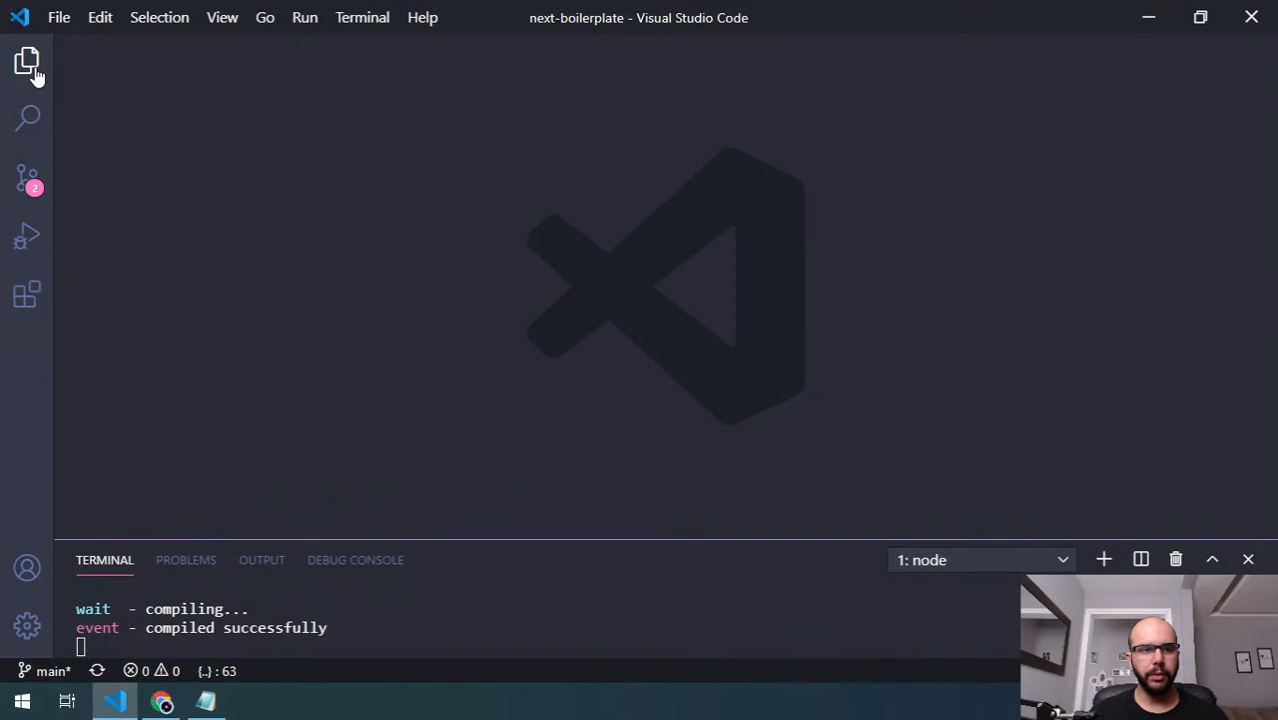 File Edit Selection View Go Run Terminal Help next-boilerplate - Visual Studio Code
2
TERMINAL PROBLEMS OUTPUT DEBUG CONSOLE 1: node
wait - compiling...
event - compiled successfully
main* 0 0 {..} : 63